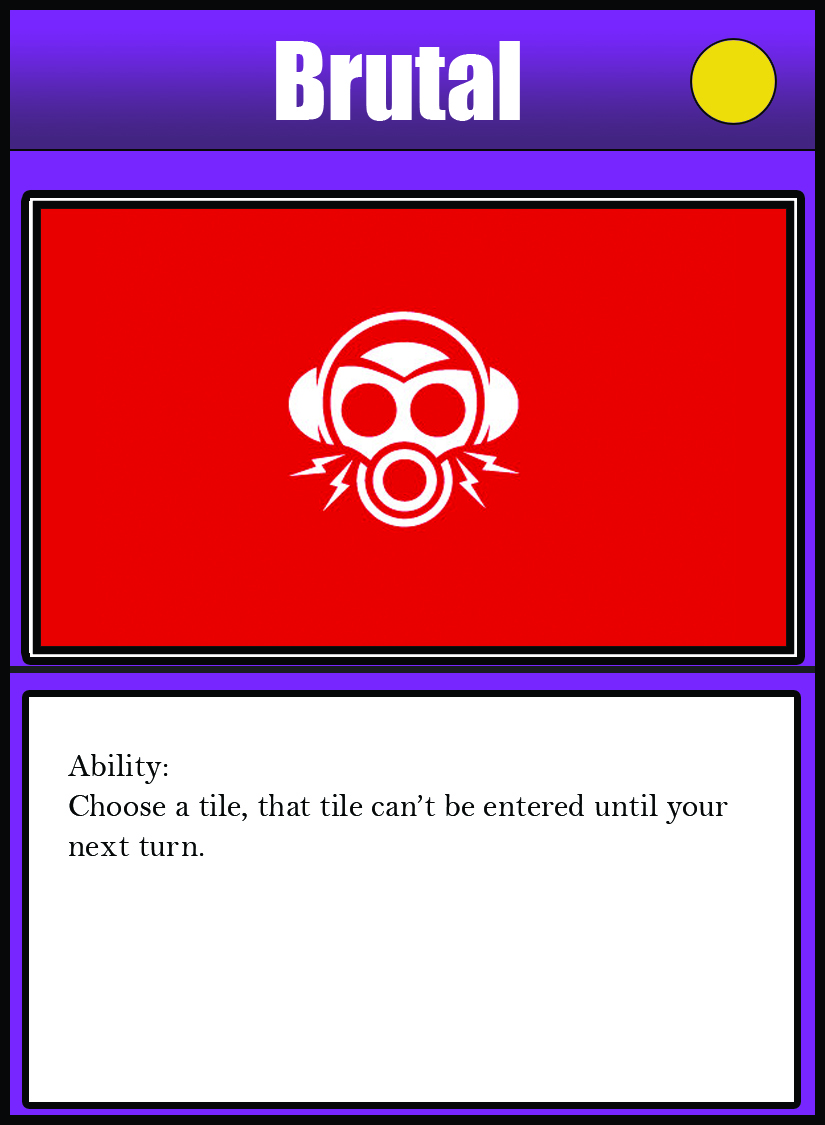 Brutal
Ability:
Choose a tile, that tile can’t be entered until your
next turn.